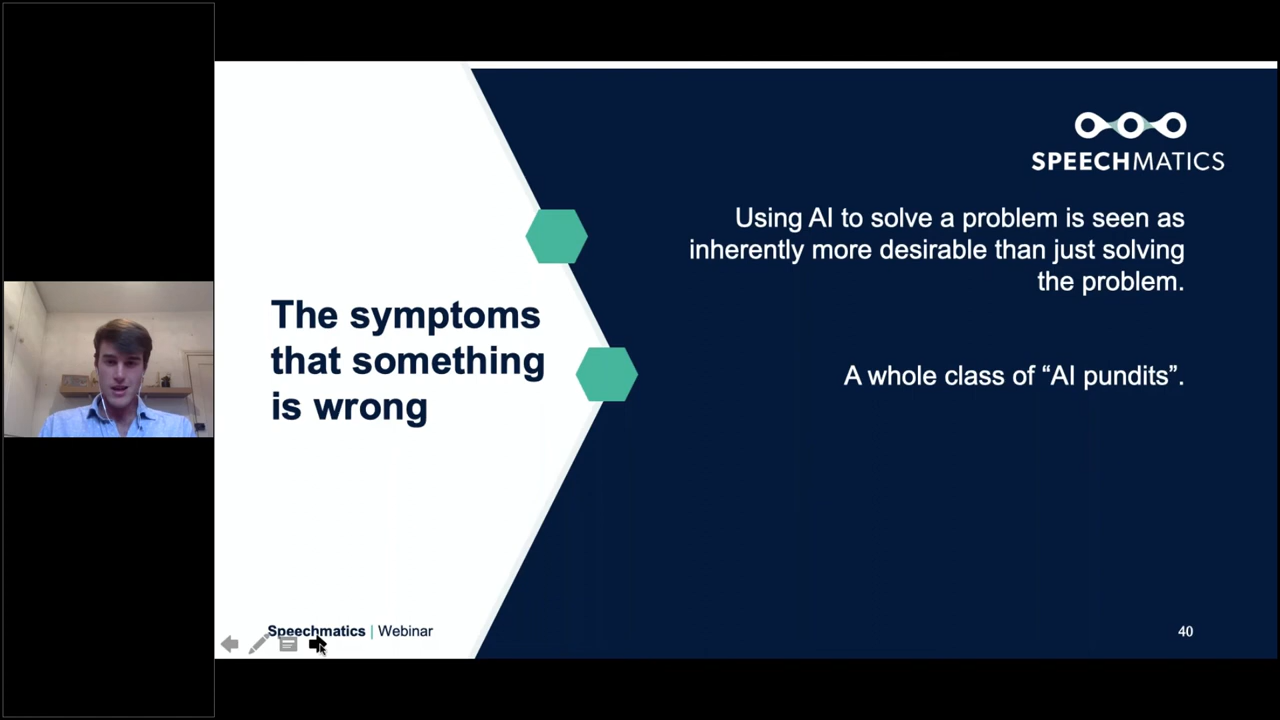 SPEECHMATICS
Using AI to solve a problem is seen as
inherently more desirable than just solving
the problem.
The symptoms
that something
is wrong
A whole class of “AI pundits”.
Speechmatics | Webinar
40